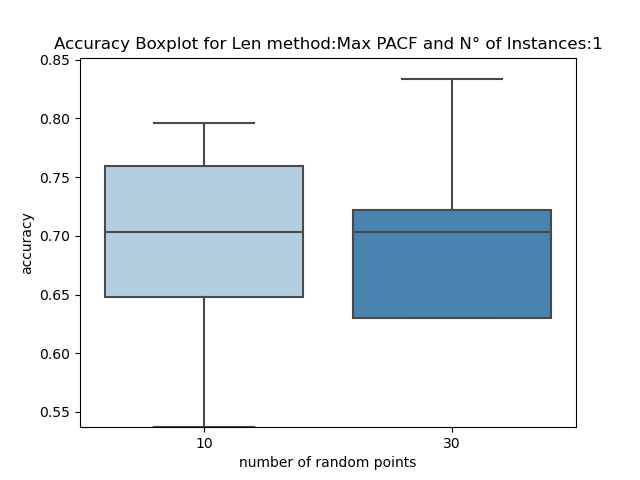 Accuracy Boxplot for Len method:Max PACF and N° of Instances:1
0.85
0.80
0.75
0.70
0.65
0.60
0.55
accuracy
10 30
number of random points